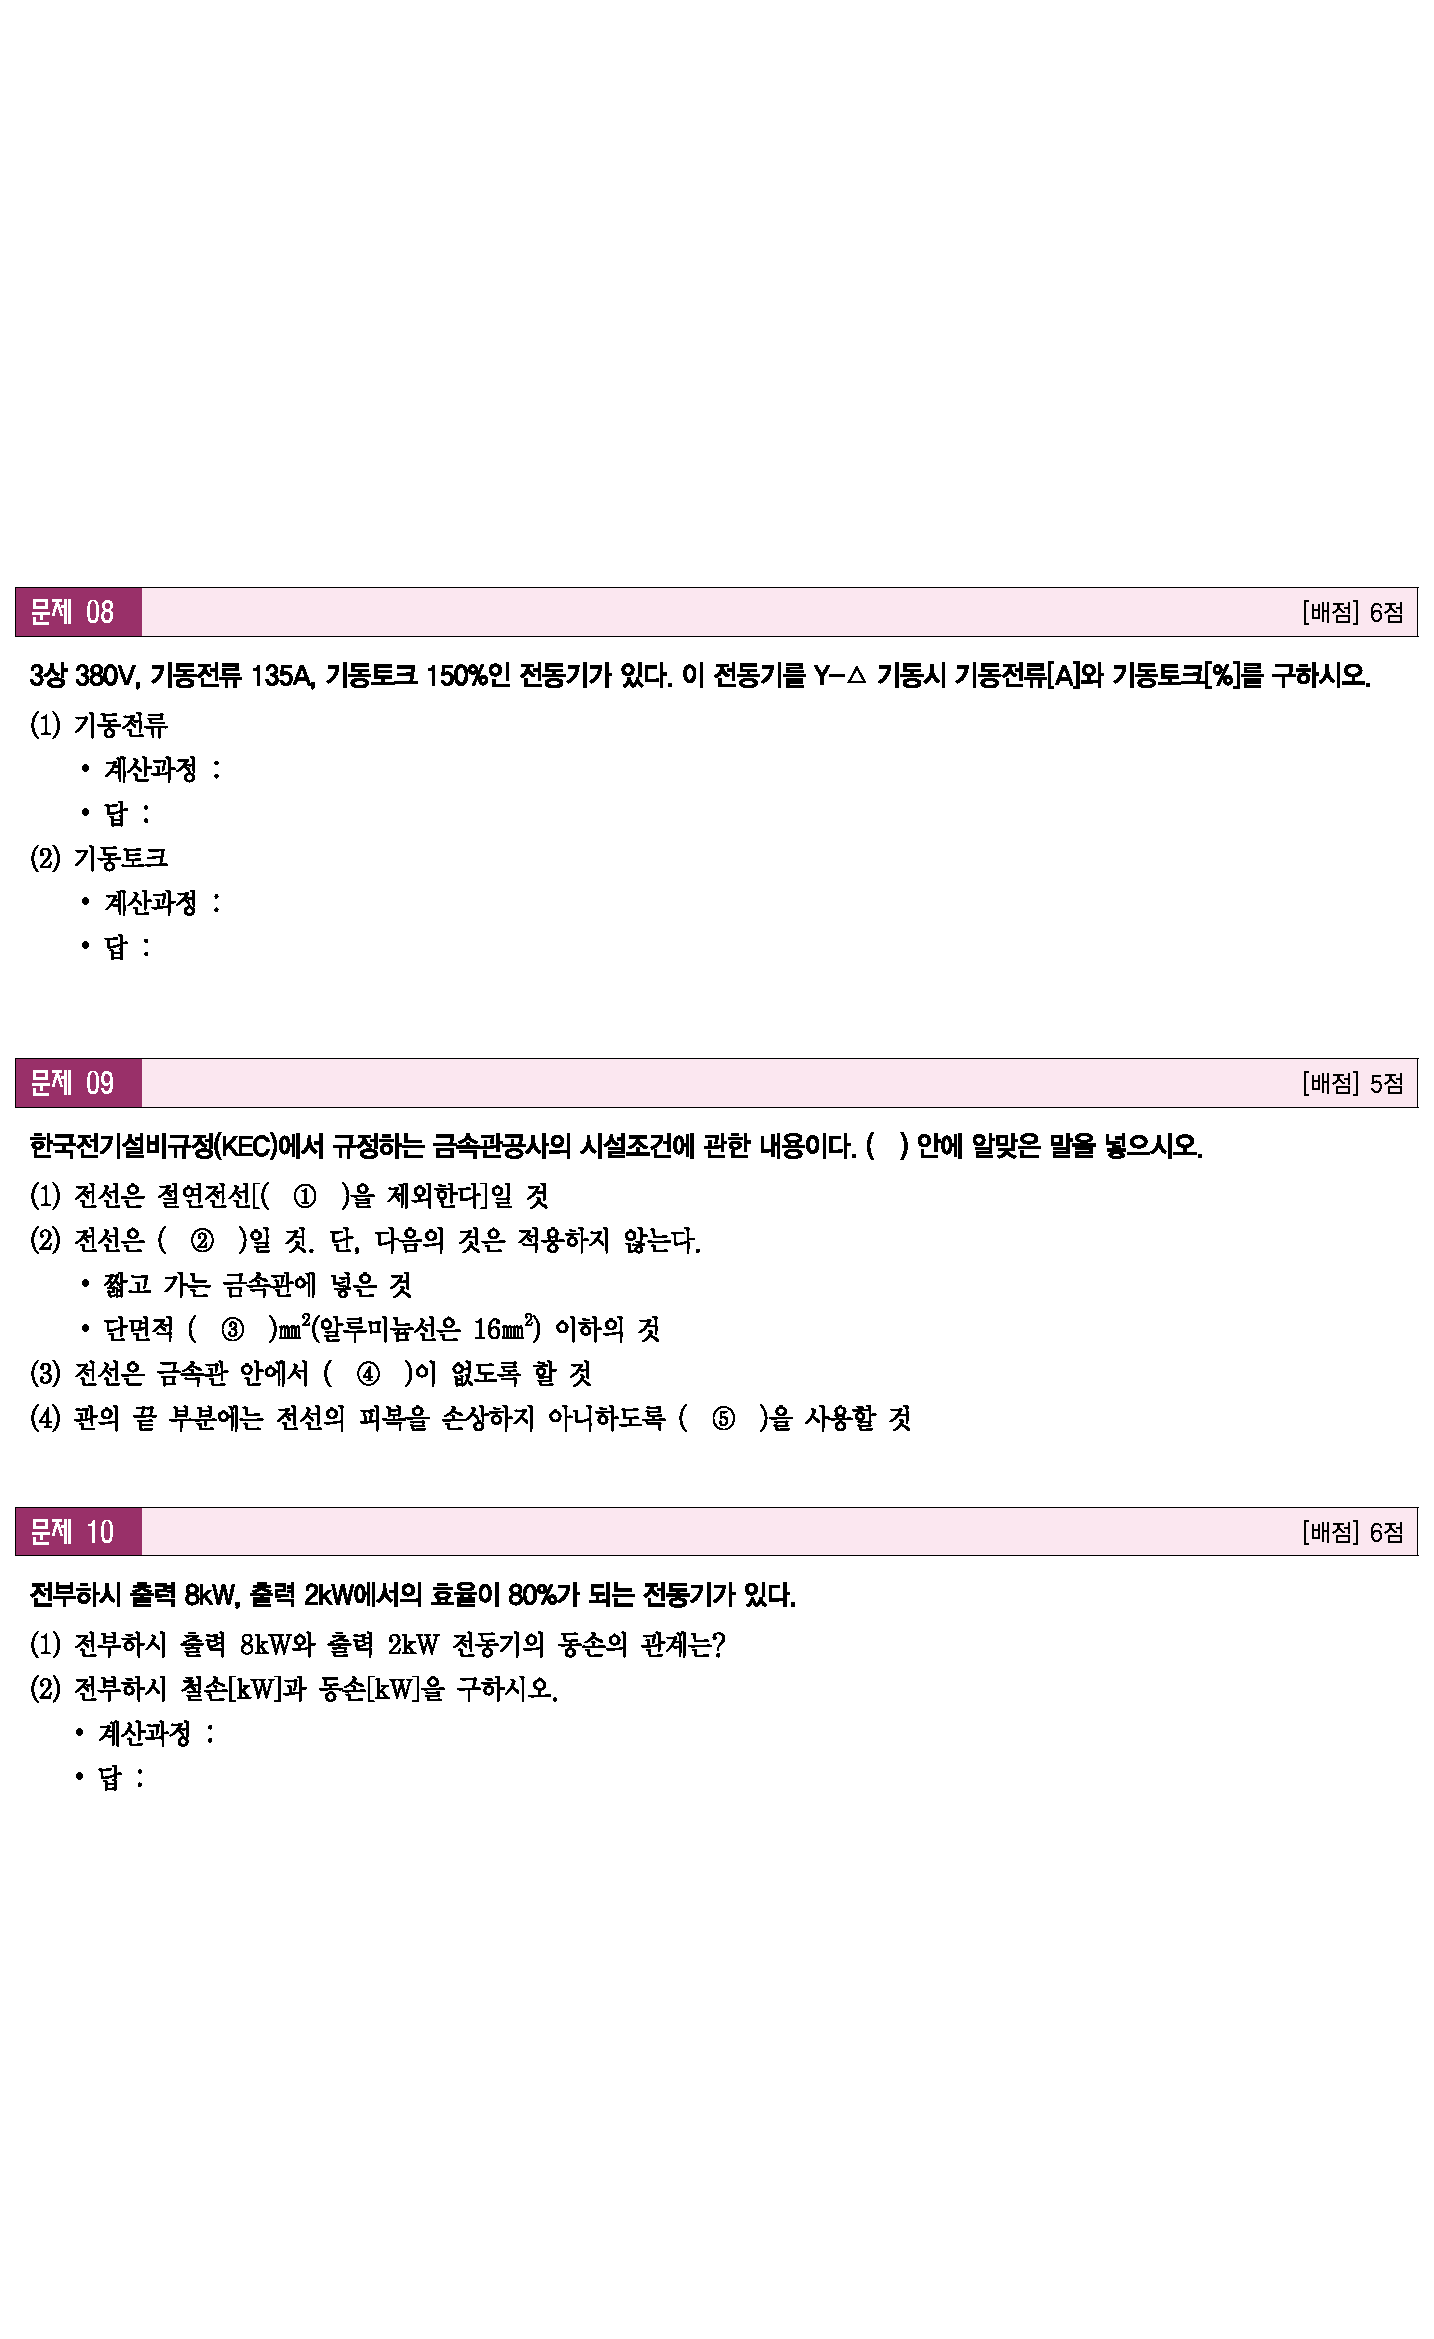 문제 08 [배점] 6점
3상 380V, 기동전류 135A, 기동토크 150%인 전동기가 있다. 이 전동기를 Y-△ 기동시 기동전류[A]와 기동토크[%]를 구하시오.
(1) 기동전류
• 계산과정 :
• 답 :
(2) 기동토크
• 계산과정 :
• 답 :
문제 09 [배점] 5점
한국전기설비규정(KEC)에서 규정하는 금속관공사의 시설조건에 관한 내용이다. ( ) 안에 알맞은 말을 넣으시오.
(1) 전선은 절연전선[( ① )을 제외한다]일 것
(2) 전선은 ( ② )일 것. 단, 다음의 것은 적용하지 않는다.
• 짧고 가는 금속관에 넣은 것
• 단면적 ( ③ )㎜²(알루미늄선은 16㎜²) 이하의 것
(3) 전선은 금속관 안에서 ( ④ )이 없도록 할 것
(4) 관의 끝 부분에는 전선의 피복을 손상하지 아니하도록 ( ⑤ )을 사용할 것
문제 10 [배점] 6점
전부하시 출력 8kW, 출력 2kW에서의 효율이 80%가 되는 전동기가 있다.
(1) 전부하시 출력 8kW와 출력 2kW 전동기의 동손의 관계는?
(2) 전부하시 철손[kW]과 동손[kW]을 구하시오.
• 계산과정 :
• 답 :